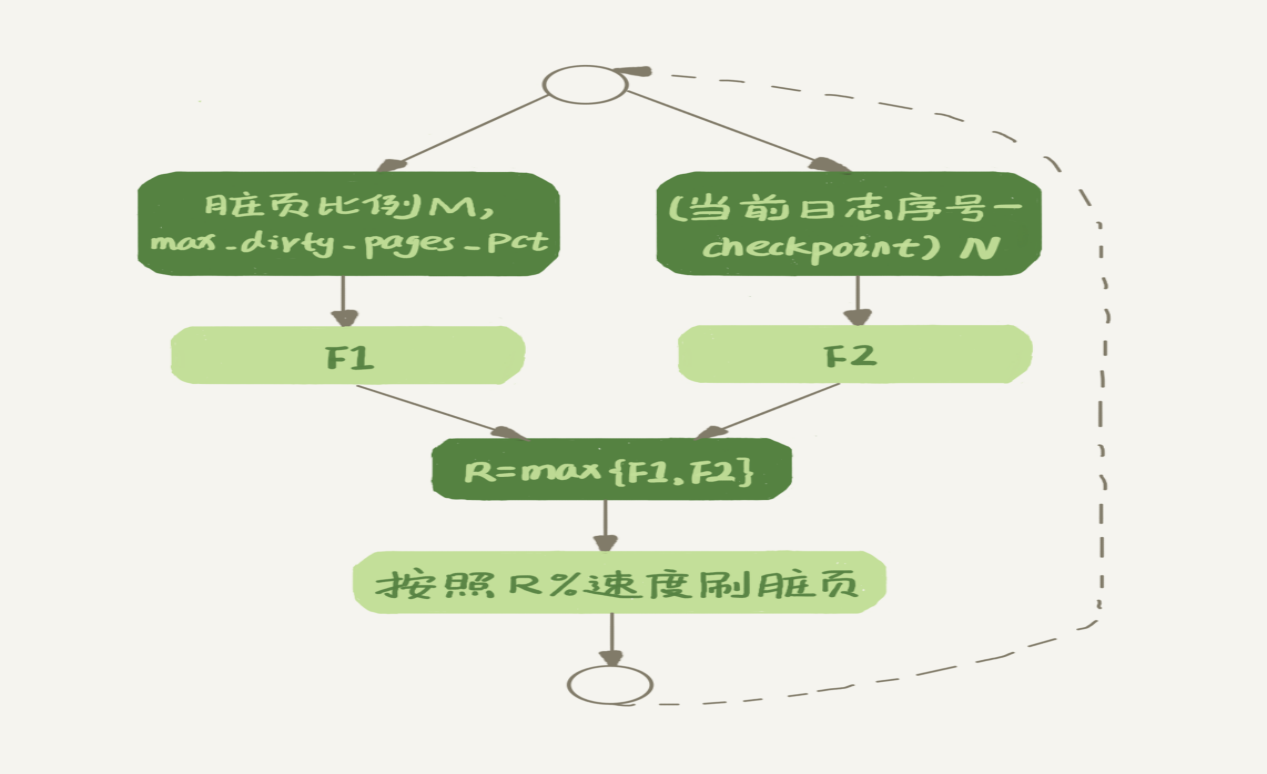 脏页比例M,
max_dirty_pages_Pct
(当前日志序号-
checkpoint) N
F1
F2
R=max{F1,F2}
按照R%速度刷脏页